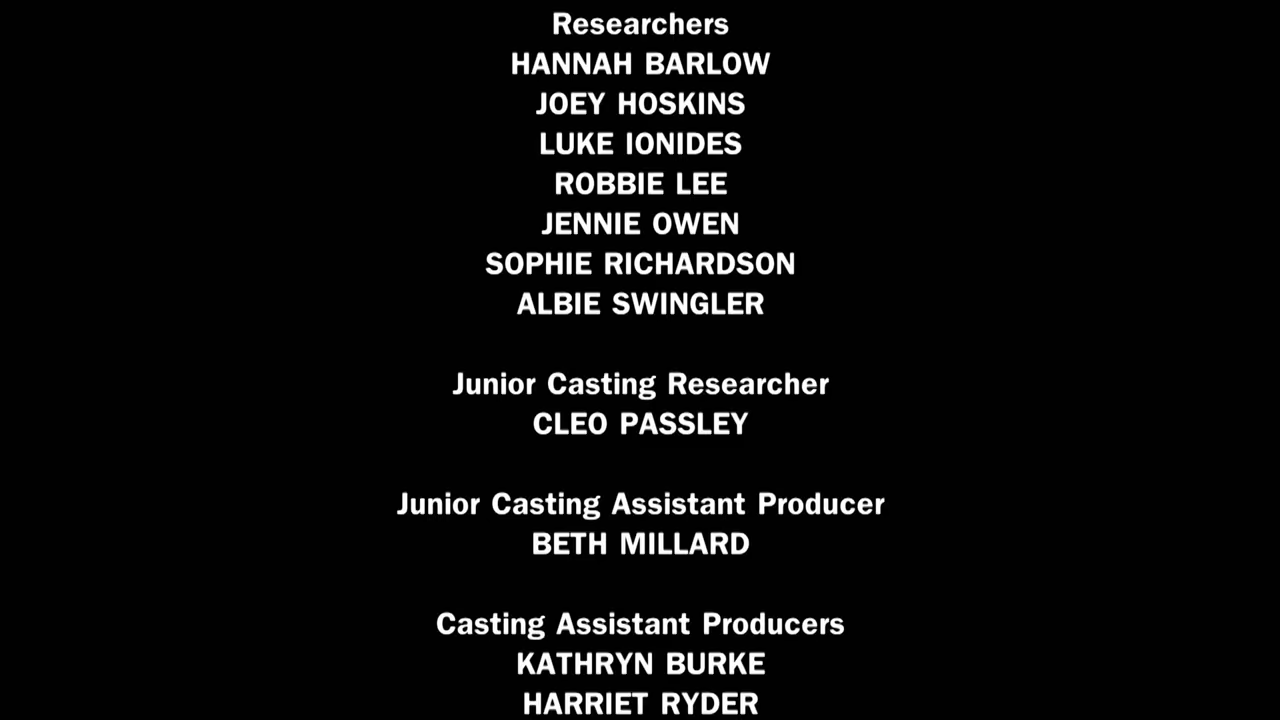 Researchers
HANNAH BARLOW
JOEY HOSKINS
LUKE IONIDES
ROBBIE LEE
JENNIE OWEN
SOPHIE RICHARDSON
ALBIE SWINGLER
Junior Casting Researcher
CLEO PASSLEY
Junior Casting Assistant Producer
BETH MILLARD
Casting Assistant Producers
KATHRYN BURKE
HARRIET RYDER